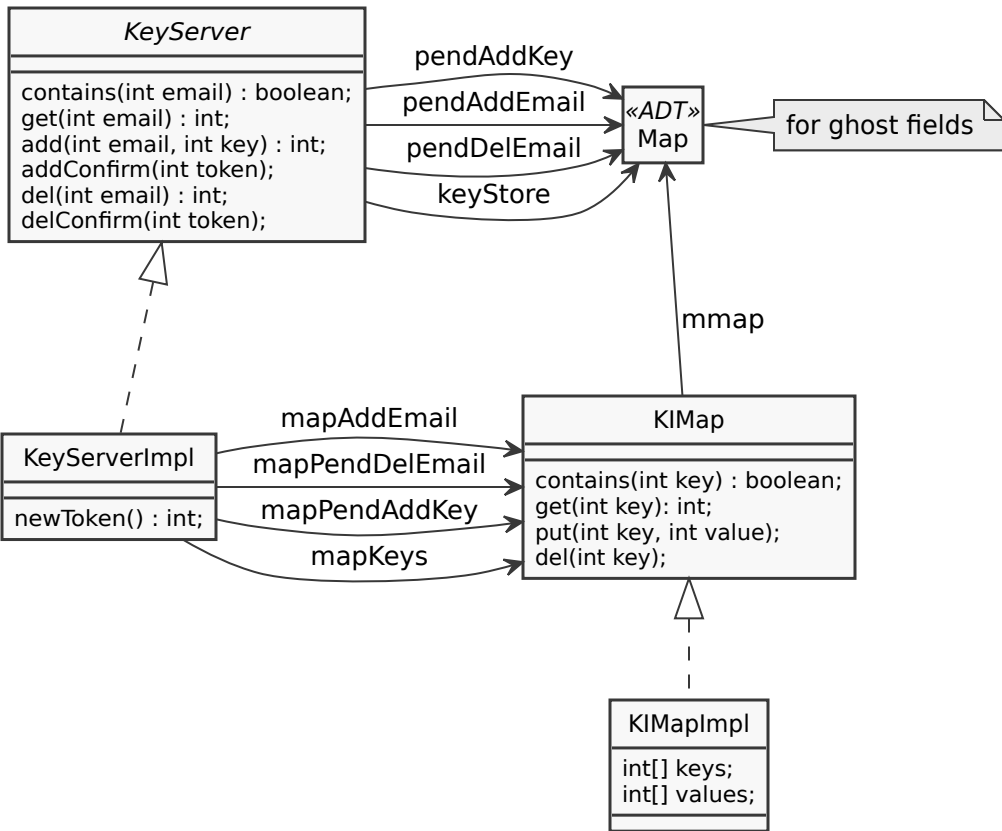 KeyServer
contains(int email) : boolean;
get(int email) : int;
add(int email, int key) : int;
addConfirm(int token);
del(int email) : int;
delConfirm(int token);
pendAddKey
pendAddEmail
pendDelEmail
keyStore
«ADT»
Map
for ghost fields
mmap
KeyServerImpl
newToken() : int;
mapAddEmail
mapPendDelEmail
mapPendAddKey
mapKeys
KIMap
contains(int key) : boolean;
get(int key): int;
put(int key, int value);
del(int key);
KIMapImpl
int[] keys;
int[] values;